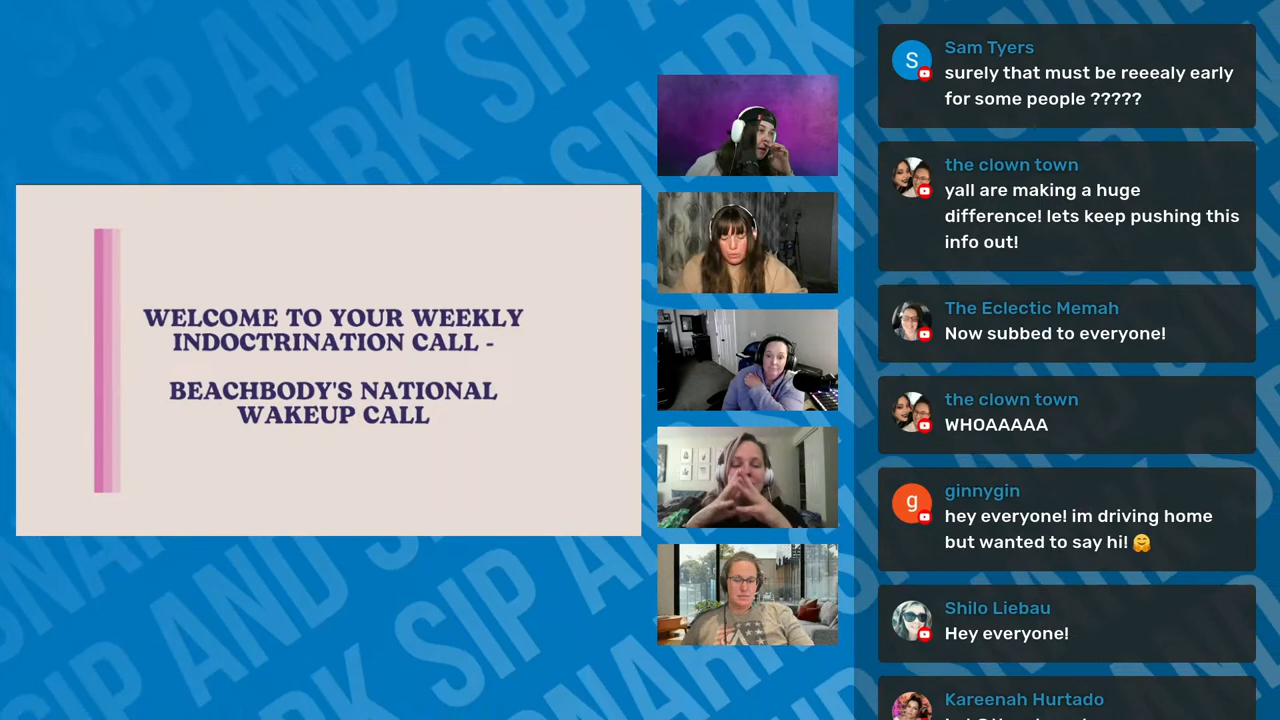 WELCOME TO YOUR WEEKLY
INDOCTRINATION CALL -
BEACHBODY'S NATIONAL
WAKEUP CALL
Sam Tyers
surely that must be reeealy early
for some people ?????
the clown town
yall are making a huge
difference! lets keep pushing this
info out!
The Eclectic Memah
Now subbed to everyone!
the clown town
WHOAAAAA
ginnygin
hey everyone! im driving home
but wanted to say hi! 🤗
Shilo Liebau
Hey everyone!
Kareenah Hurtado
S
g
SIP AND SNARK